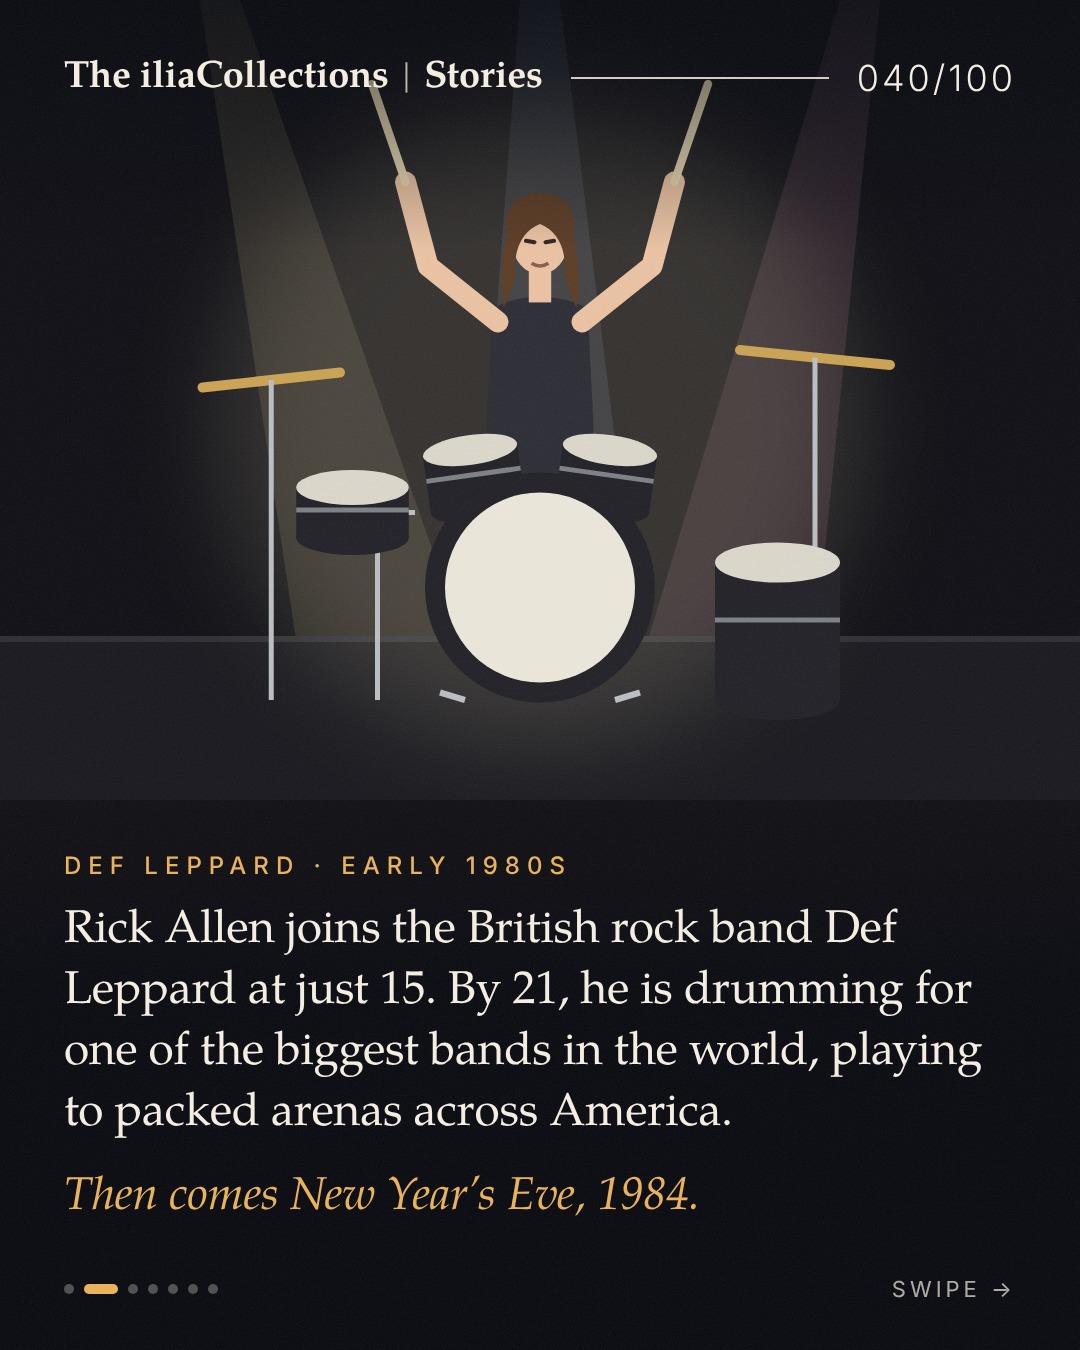 The iliaCollections | Stories 040/100
DEF LEPPARD · EARLY 1980S
Rick Allen joins the British rock band Def
Leppard at just 15. By 21, he is drumming for
one of the biggest bands in the world, playing
to packed arenas across America.
Then comes New Year’s Eve, 1984.
SWIPE →